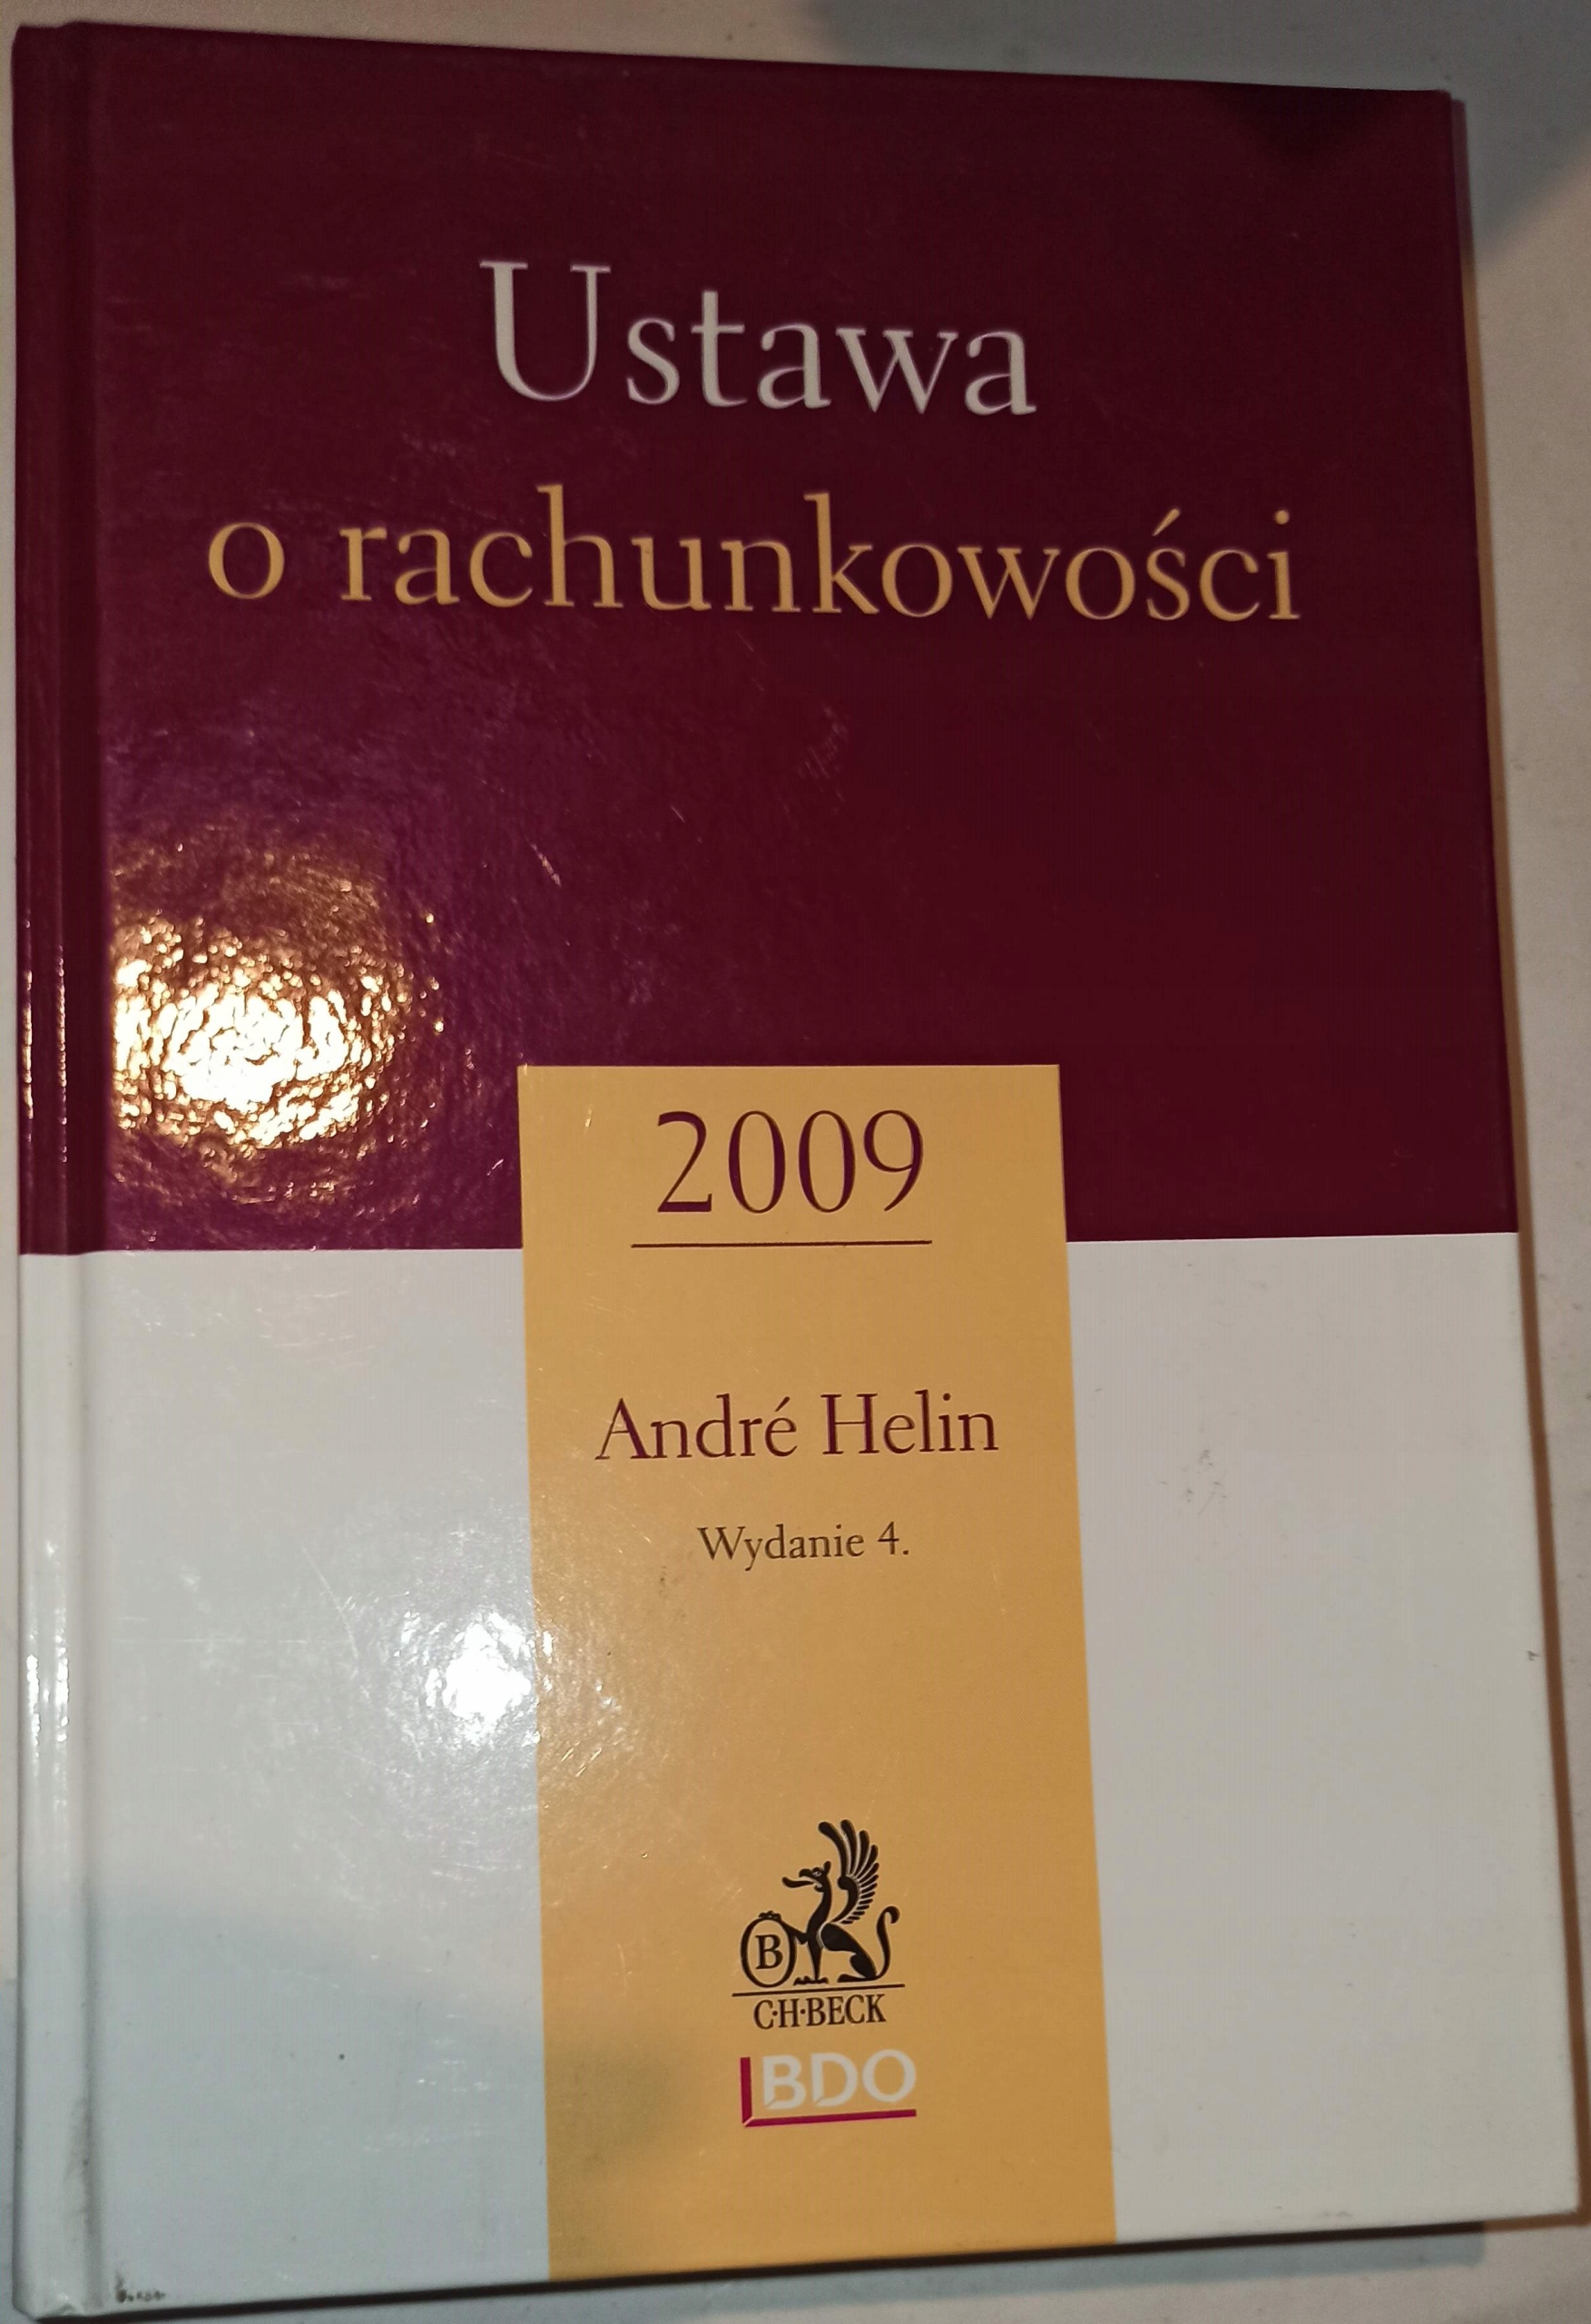 Ustawa
o rachunkowości
2009
André Helin
Wydanie 4.
B
C·H·BECK
BDO